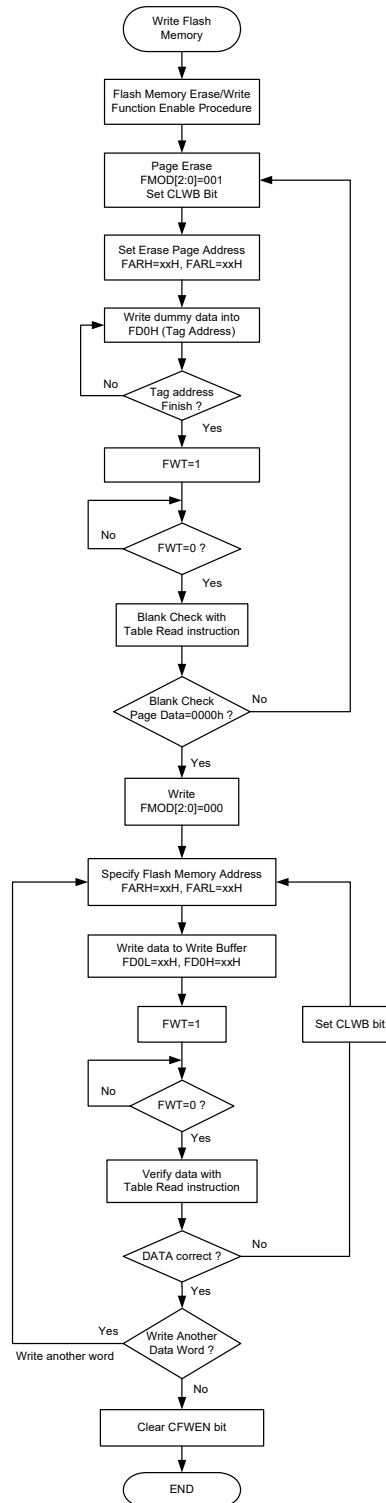 Write Flash
Memory
Flash Memory Erase/Write
Function Enable Procedure
Page Erase
FMOD[2:0]=001
Set CLWB Bit
Set Erase Page Address
FARH=xxH, FARL=xxH
Write dummy data into
FD0H (Tag Address)
No
Tag address
Finish ?
Yes
FWT=1
No
FWT=0 ?
Yes
Blank Check with
Table Read instruction
Blank Check
Page Data=0000h ?
No
Yes
Write
FMOD[2:0]=000
Specify Flash Memory Address
FARH=xxH, FARL=xxH
Write data to Write Buffer
FD0L=xxH, FD0H=xxH
FWT=1
Set CLWB bit
No
FWT=0 ?
Yes
Verify data with
Table Read instruction
DATA correct ?
No
Yes
Yes
Write another word
Write Another
Data Word ?
No
Clear CFWEN bit
END